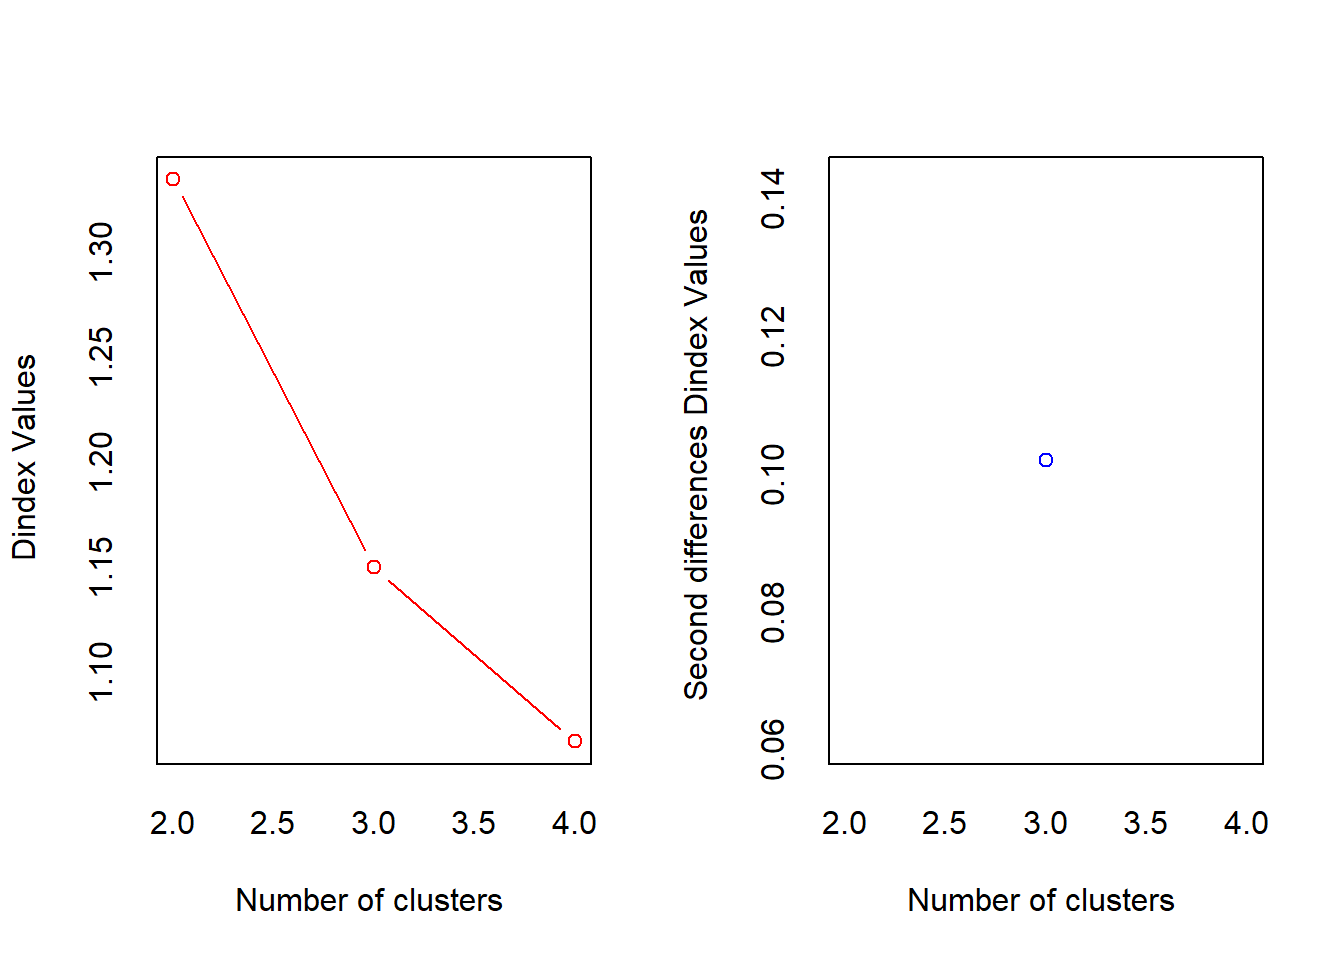 Dindex Values
1.30
1.25
1.20
1.15
1.10
2.0 2.5 3.0 3.5 4.0
Number of clusters
Second differences Dindex Values
0.14
0.12
0.10
0.08
0.06
2.0 2.5 3.0 3.5 4.0
Number of clusters